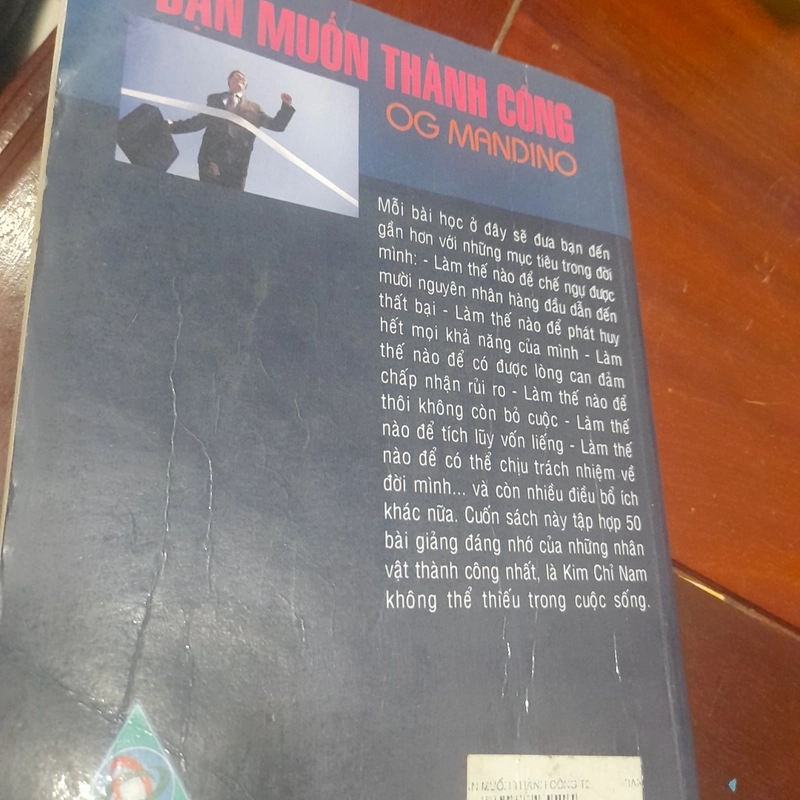 BẠN MUỐN THÀNH CÔNG
OG MANDINO
Mỗi bài học ở đây sẽ đưa bạn đến
gần hơn với những mục tiêu trong đời
mình: - Làm thế nào để chế ngự được
mười nguyên nhân hàng đầu dẫn đến
thất bại - Làm thế nào để phát huy
hết mọi khả năng của mình - Làm
thế nào để có được lòng can đảm
chấp nhận rủi ro - Làm thế nào để
thôi không còn bỏ cuộc - Làm thế
nào để tích lũy vốn liếng - Làm thế
nào để có thể chịu trách nhiệm về
đời mình... và còn nhiều điều bổ ích
khác nữa. Cuốn sách này tập hợp 50
bài giảng đáng nhớ của những nhân
vật thành công nhất, là Kim Chỉ Nam
không thể thiếu trong cuộc sống.